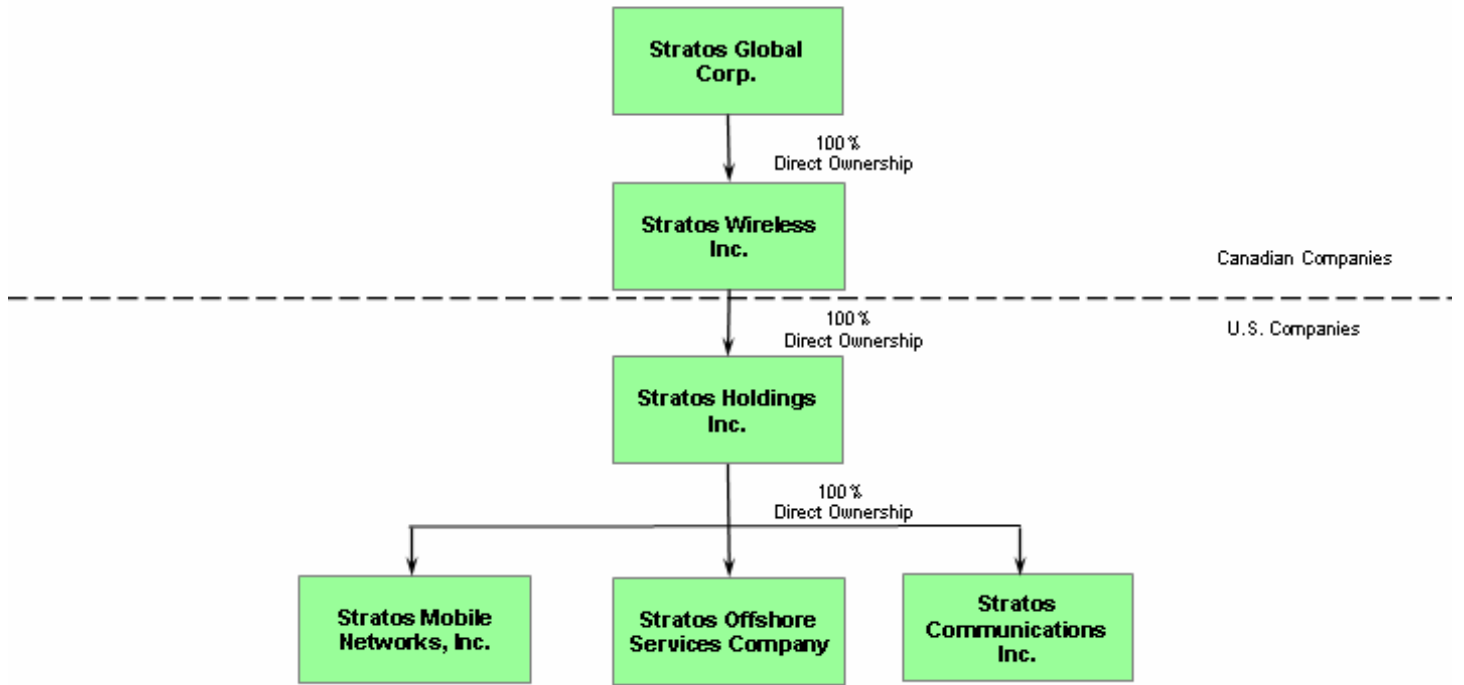 Stratos Global
Corp.
100%
Direct Ownership
Stratos Wireless
Inc.
Canadian Companies
100%
Direct Ownership
U.S. Companies
Stratos Holdings
Inc.
100%
Direct Ownership
Stratos Mobile
Networks, Inc.
Stratos Offshore
Services Company
Stratos
Communications
Inc.